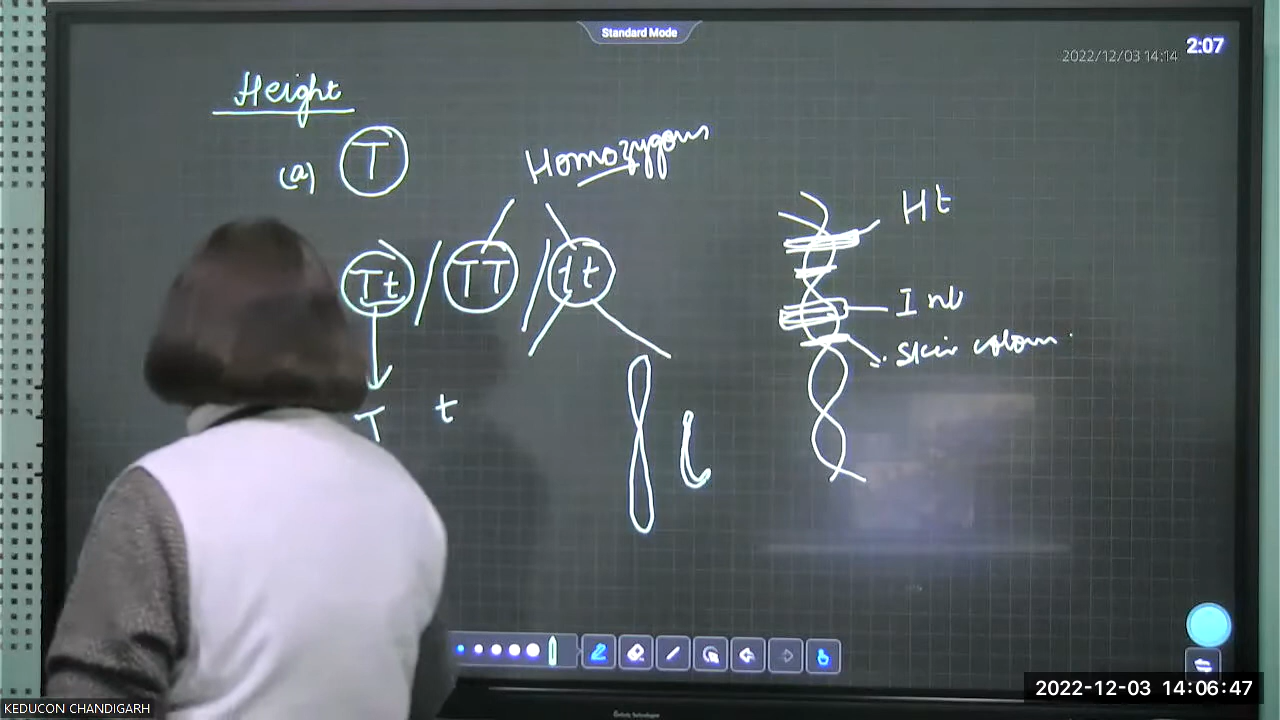 Standard Mode
2:07
2022/12/03 14:14
Height
(a) T
Homozygous
Tt / TT / tt
T t
Ht
Skin colour
KEDUCON CHANDIGARH
2022-12-03 14:06:47